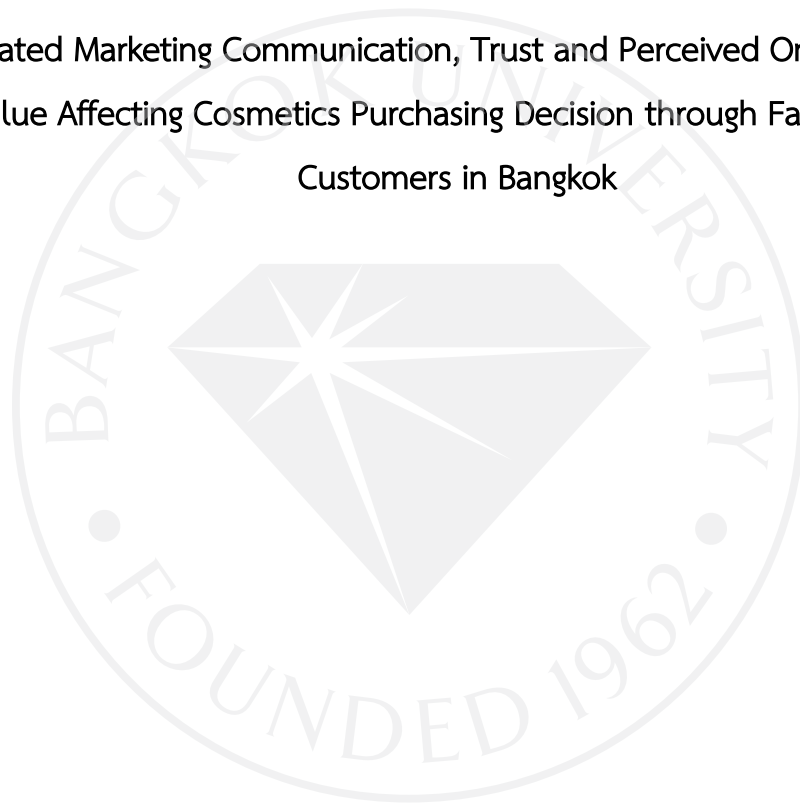 ated Marketing Communication, Trust and Perceived Or
lue Affecting Cosmetics Purchasing Decision through Fa
Customers in Bangkok
BANGKOK UNIVERSITY
FOUNDED 1962